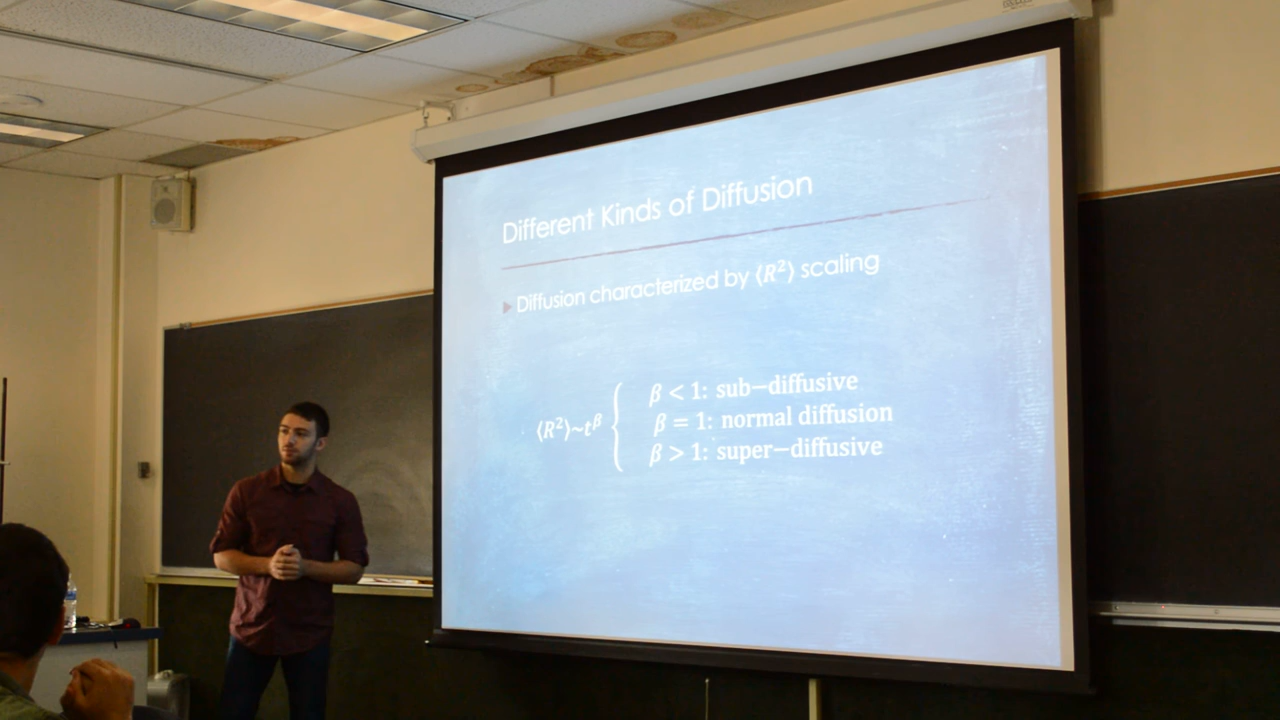 Different Kinds of Diffusion
Diffusion characterized by ⟨R²⟩ scaling
β < 1: sub−diffusive
⟨R²⟩~t^β { β = 1: normal diffusion
β > 1: super−diffusive